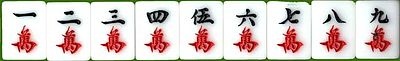 一 二 三 四 伍 六 七 八 九
萬 萬 萬 萬 萬 萬 萬 萬 萬